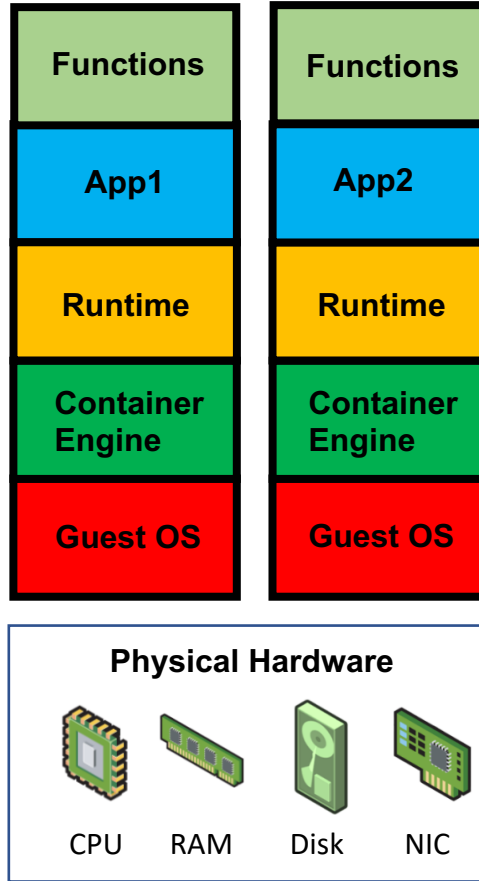 Functions
App1
Runtime
Container
Engine
Guest OS
Functions
App2
Runtime
Container
Engine
Guest OS
Physical Hardware
CPU
RAM
Disk
NIC